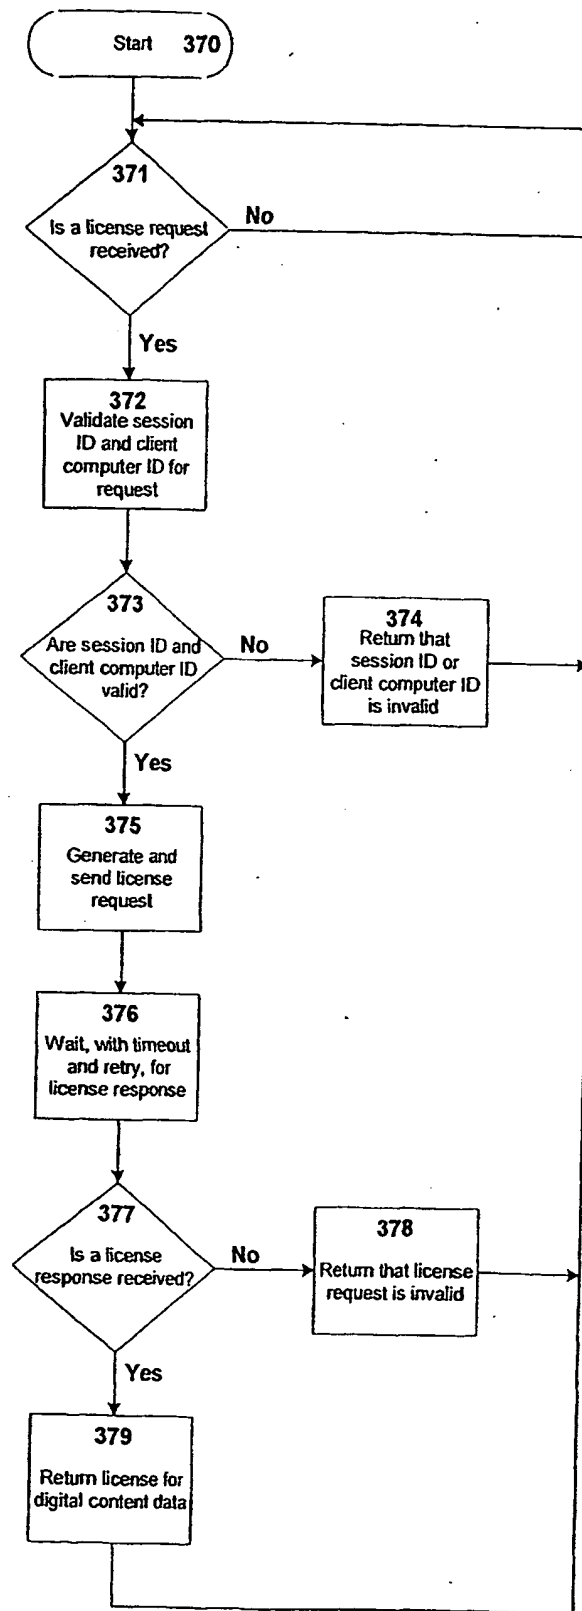 Start 370
371
Is a license request
received?
No
Yes
372
Validate session
ID and client
computer ID for
request
373
Are session ID and
client computer ID
valid?
No
374
Return that
session ID or
client computer ID
is invalid
Yes
375
Generate and
send license
request
376
Wait, with timeout
and retry, for
license response
377
Is a license
response received?
No
378
Return that license
request is invalid
Yes
379
Return license for
digital content data